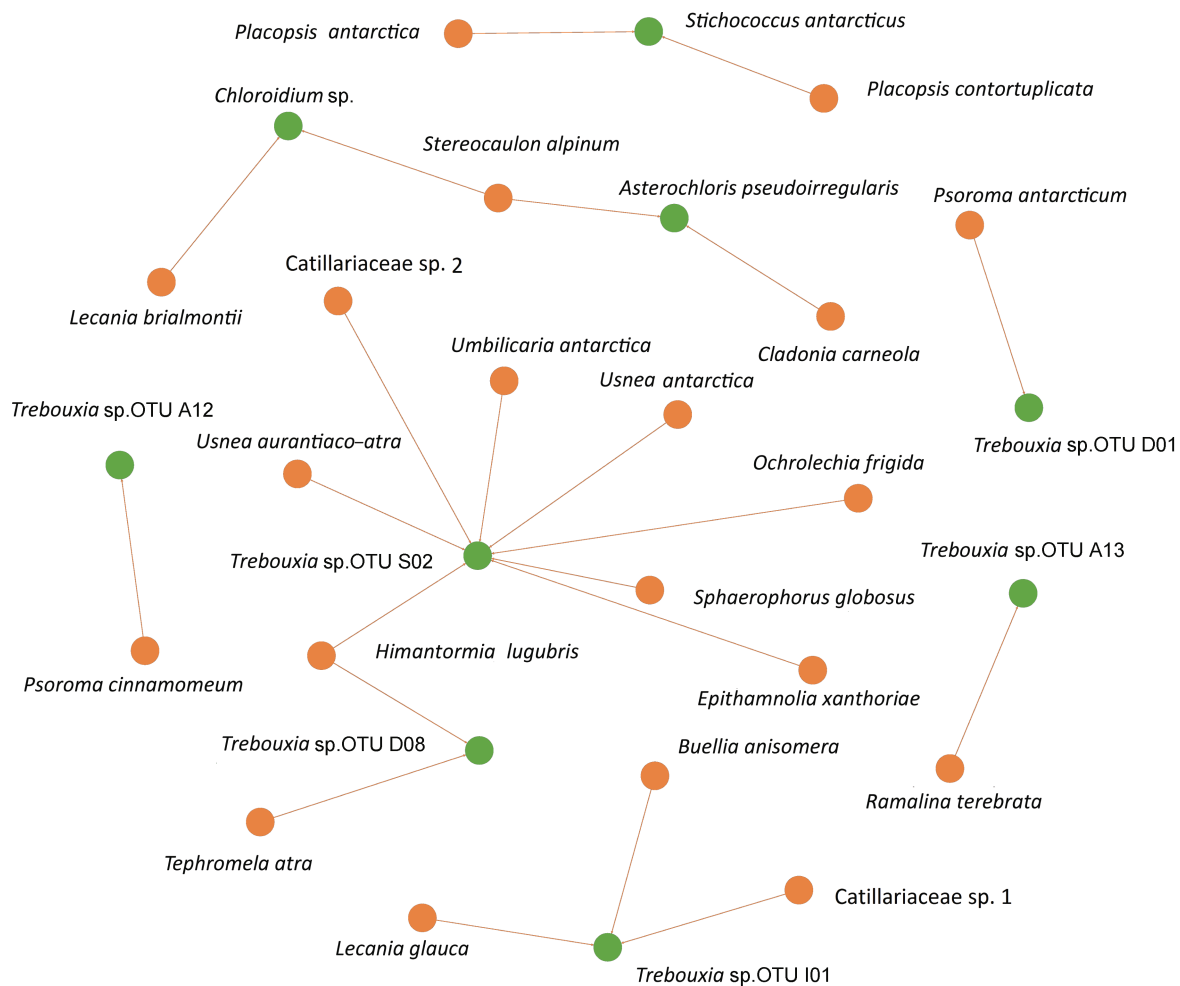 Placopsis antarctica
Stichococcus antarcticus
Placopsis contortuplicata
Chloroidium sp.
Stereocaulon alpinum
Asterochloris pseudoirregularis
Psoroma antarcticum
Catillariaceae sp. 2
Lecania brialmontii
Umbilicaria antarctica
Cladonia carneola
Usnea antarctica
Trebouxia sp.OTU A12
Usnea aurantiaco–atra
Trebouxia sp.OTU D01
Ochrolechia frigida
Trebouxia sp.OTU S02
Trebouxia sp.OTU A13
Sphaerophorus globosus
Himantormia lugubris
Psoroma cinnamomeum
Epithamnolia xanthoriae
Trebouxia sp.OTU D08
Buellia anisomera
Ramalina terebrata
Tephromela atra
Catillariaceae sp. 1
Lecania glauca
Trebouxia sp.OTU I01